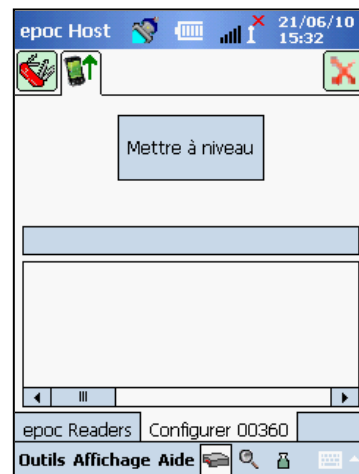 epoc Host 21/06/10
15:32
Mettre à niveau
epoc Readers Configurer 00360
Outils Affichage Aide